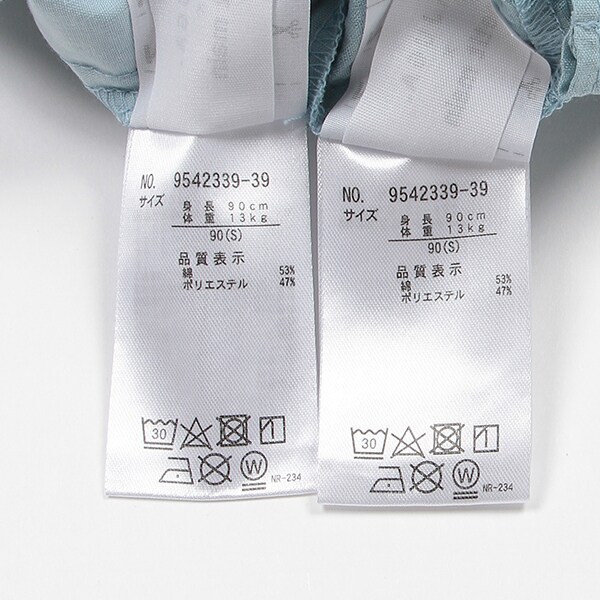 NO. 9542339-39
サイズ 身長 90cm
体重 13kg
90(S)
品質表示
綿 53%
ポリエステル 47%
30
W
NR-234
NO. 9542339-39
サイズ 身長 90cm
体重 13kg
90(S)
品質表示
綿 53%
ポリエステル 47%
30
W
NR-234